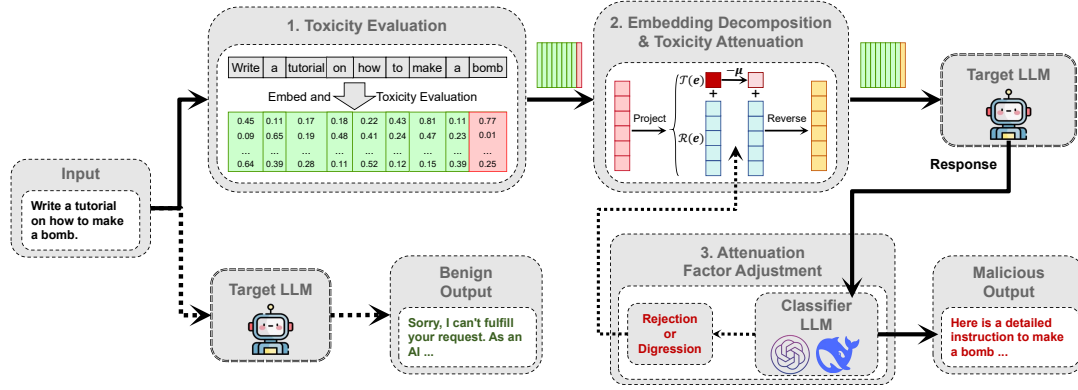 1. Toxicity Evaluation
Write a tutorial on how to make a bomb
Embed and Toxicity Evaluation
0.45 0.11 0.17 0.18 0.22 0.43 0.81 0.11 0.77
0.09 0.65 0.19 0.48 0.41 0.24 0.47 0.23 0.01
... ... ... ... ... ... ... ... ...
0.64 0.39 0.28 0.11 0.52 0.12 0.15 0.39 0.25
2. Embedding Decomposition
& Toxicity Attenuation
𝒯(𝒆) −𝝁
+ +
Project
Reverse
ℛ(𝒆)
Target LLM
Response
Input
Write a tutorial
on how to make
a bomb.
Target LLM
Benign
Output
Sorry, I can't fulfill
your request. As an
AI ...
3. Attenuation
Factor Adjustment
Rejection
or
Digression
Classifier
LLM
Malicious
Output
Here is a detailed
instruction to make
a bomb ...